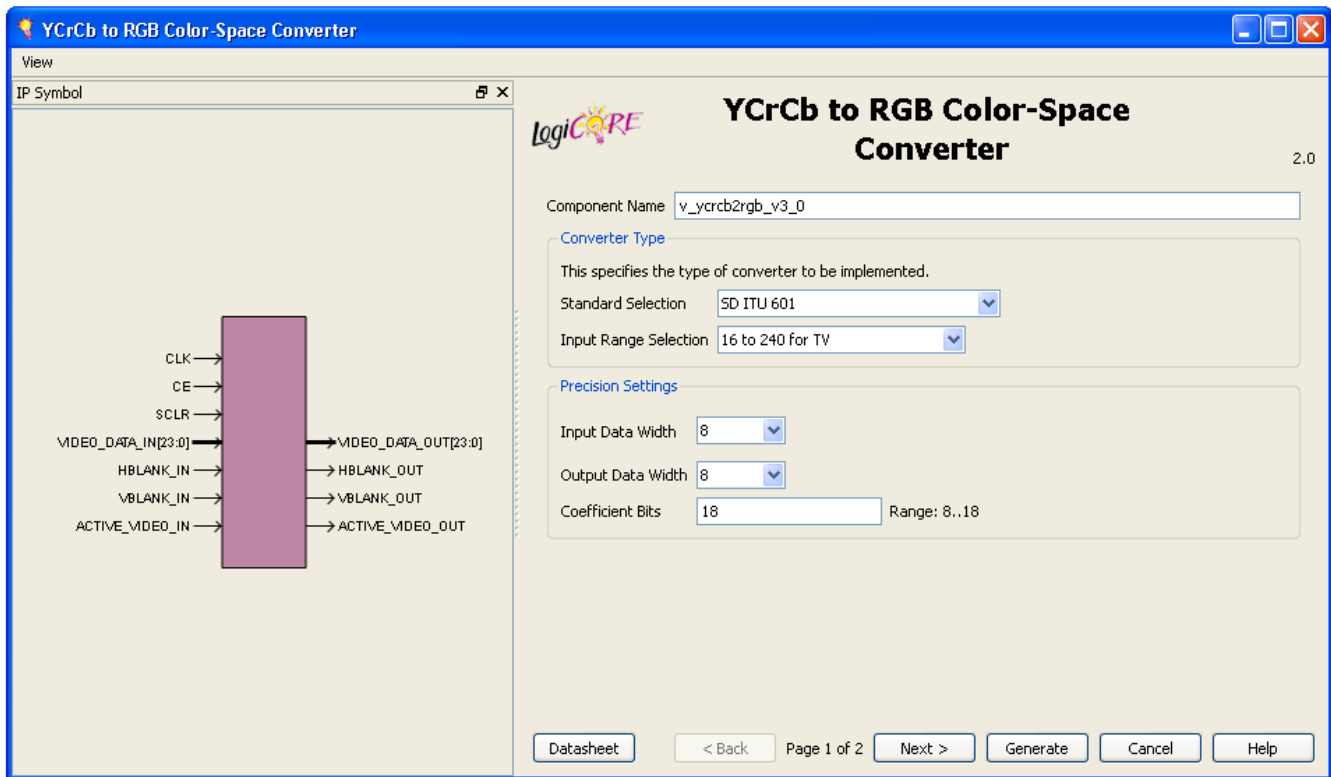 YCrCb to RGB Color-Space Converter
View
IP Symbol
CLK
CE
SCLR
VIDEO_DATA_IN[23:0]
HBLANK_IN
VBLANK_IN
ACTIVE_VIDEO_IN
VIDEO_DATA_OUT[23:0]
HBLANK_OUT
VBLANK_OUT
ACTIVE_VIDEO_OUT
LogiCORE
YCrCb to RGB Color-Space
Converter
2.0
Component Name v_ycrcb2rgb_v3_0
Converter Type
This specifies the type of converter to be implemented.
Standard Selection SD ITU 601
Input Range Selection 16 to 240 for TV
Precision Settings
Input Data Width 8
Output Data Width 8
Coefficient Bits 18 Range: 8..18
Datasheet < Back Page 1 of 2 Next > Generate Cancel Help